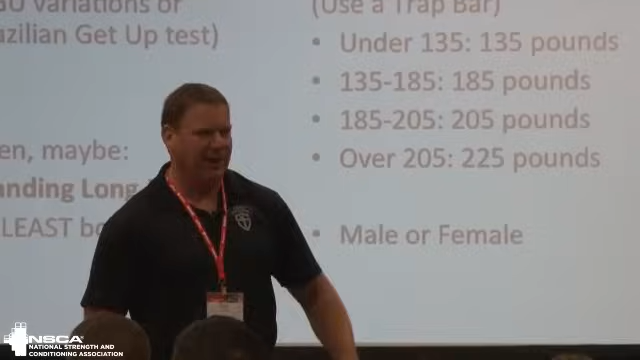 variations of
(Use a Trap Bar)
azilian Get Up test)
• Under 135: 135 pounds
• 135-185: 185 pounds
• 185-205: 205 pounds
en, maybe:
• Over 205: 225 pounds
anding Long
LEAST bo
• Male or Female
NSCA
NATIONAL STRENGTH AND
CONDITIONING ASSOCIATION